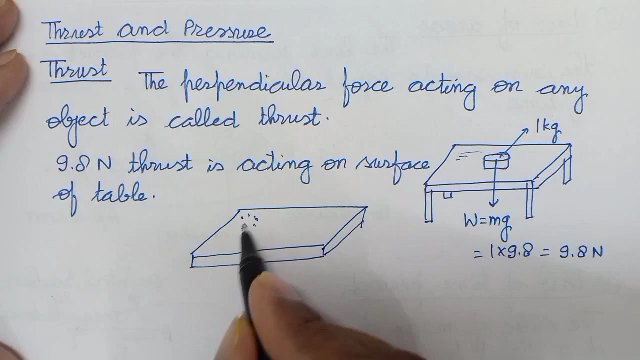 Thrust and Pressure
Thrust The perpendicular force acting on any
object is called thrust.
9.8 N thrust is acting on surface
of table.
1kg
W=mg
= 1×9.8 = 9.8 N